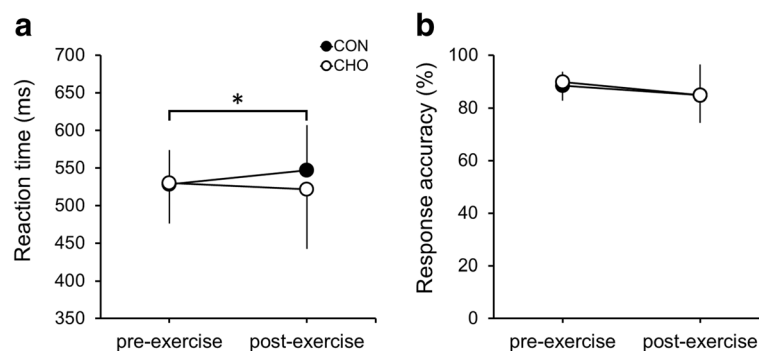 a
Reaction time (ms)
700
650
600
550
500
450
400
350
*
CON
CHO
pre-exercise
post-exercise
b
Response accuracy (%)
100
80
60
40
20
0
pre-exercise
post-exercise